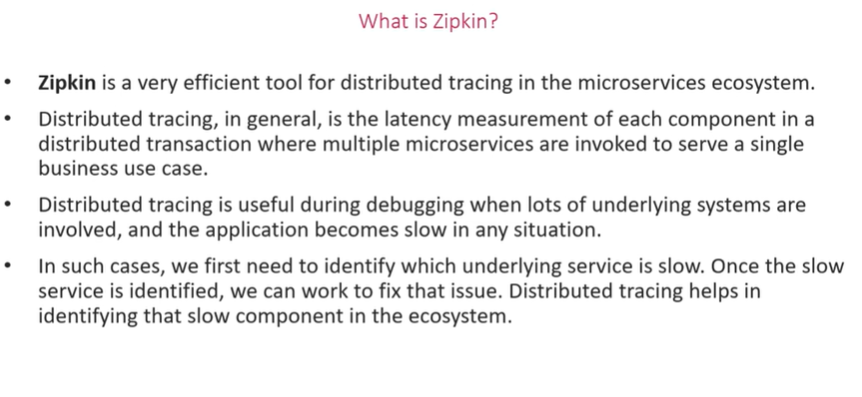 What is Zipkin?
• Zipkin is a very efficient tool for distributed tracing in the microservices ecosystem.
• Distributed tracing, in general, is the latency measurement of each component in a
distributed transaction where multiple microservices are invoked to serve a single
business use case.
• Distributed tracing is useful during debugging when lots of underlying systems are
involved, and the application becomes slow in any situation.
• In such cases, we first need to identify which underlying service is slow. Once the slow
service is identified, we can work to fix that issue. Distributed tracing helps in
identifying that slow component in the ecosystem.